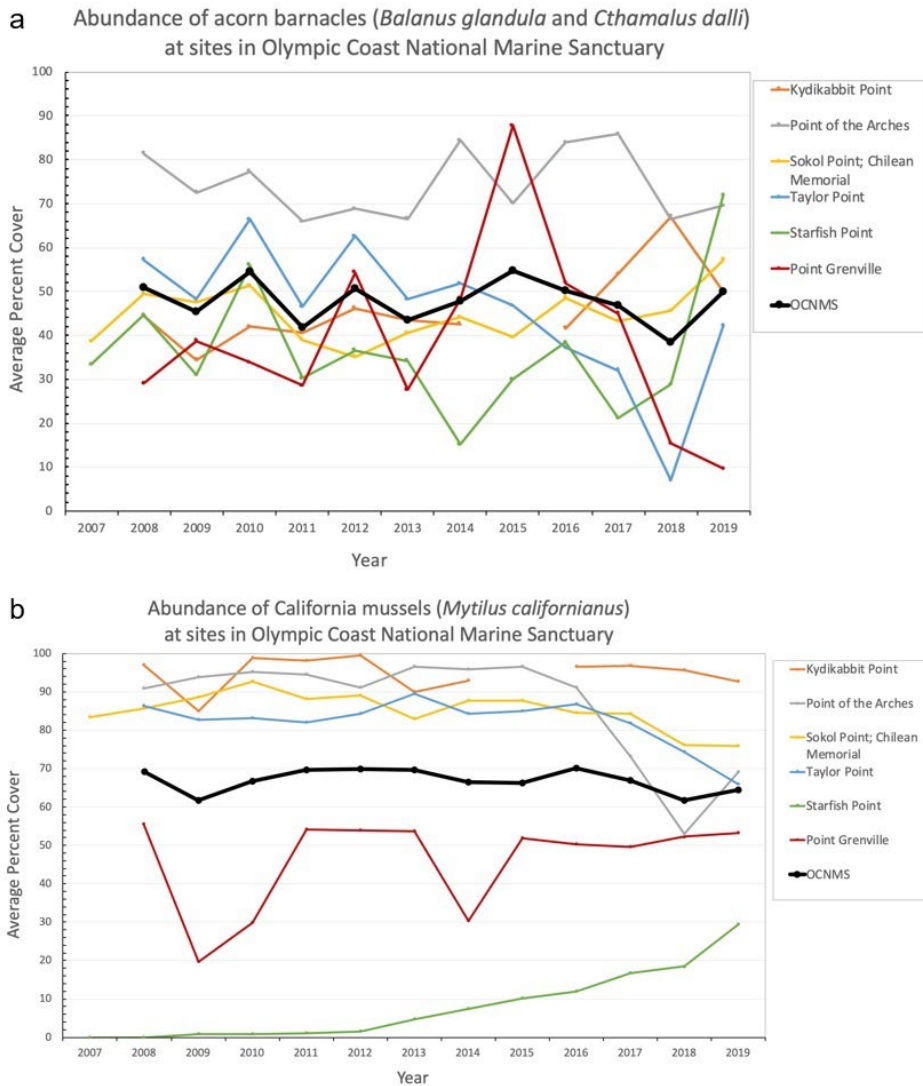 a
Abundance of acorn barnacles (Balanus glandula and Cthamalus dalli)
at sites in Olympic Coast National Marine Sanctuary
100
90
80
70
60
50
40
30
20
10
0
Average Percent Cover
2007 2008 2009 2010 2011 2012 2013 2014 2015 2016 2017 2018 2019
Year
Kydikabbit Point
Point of the Arches
Sokol Point; Chilean
Memorial
Taylor Point
Starfish Point
Point Grenville
OCNMS
b
Abundance of California mussels (Mytilus californianus)
at sites in Olympic Coast National Marine Sanctuary
100
90
80
70
60
50
40
30
20
10
0
Average Percent Cover
2007 2008 2009 2010 2011 2012 2013 2014 2015 2016 2017 2018 2019
Year
Kydikabbit Point
Point of the Arches
Sokol Point; Chilean
Memorial
Taylor Point
Starfish Point
Point Grenville
OCNMS